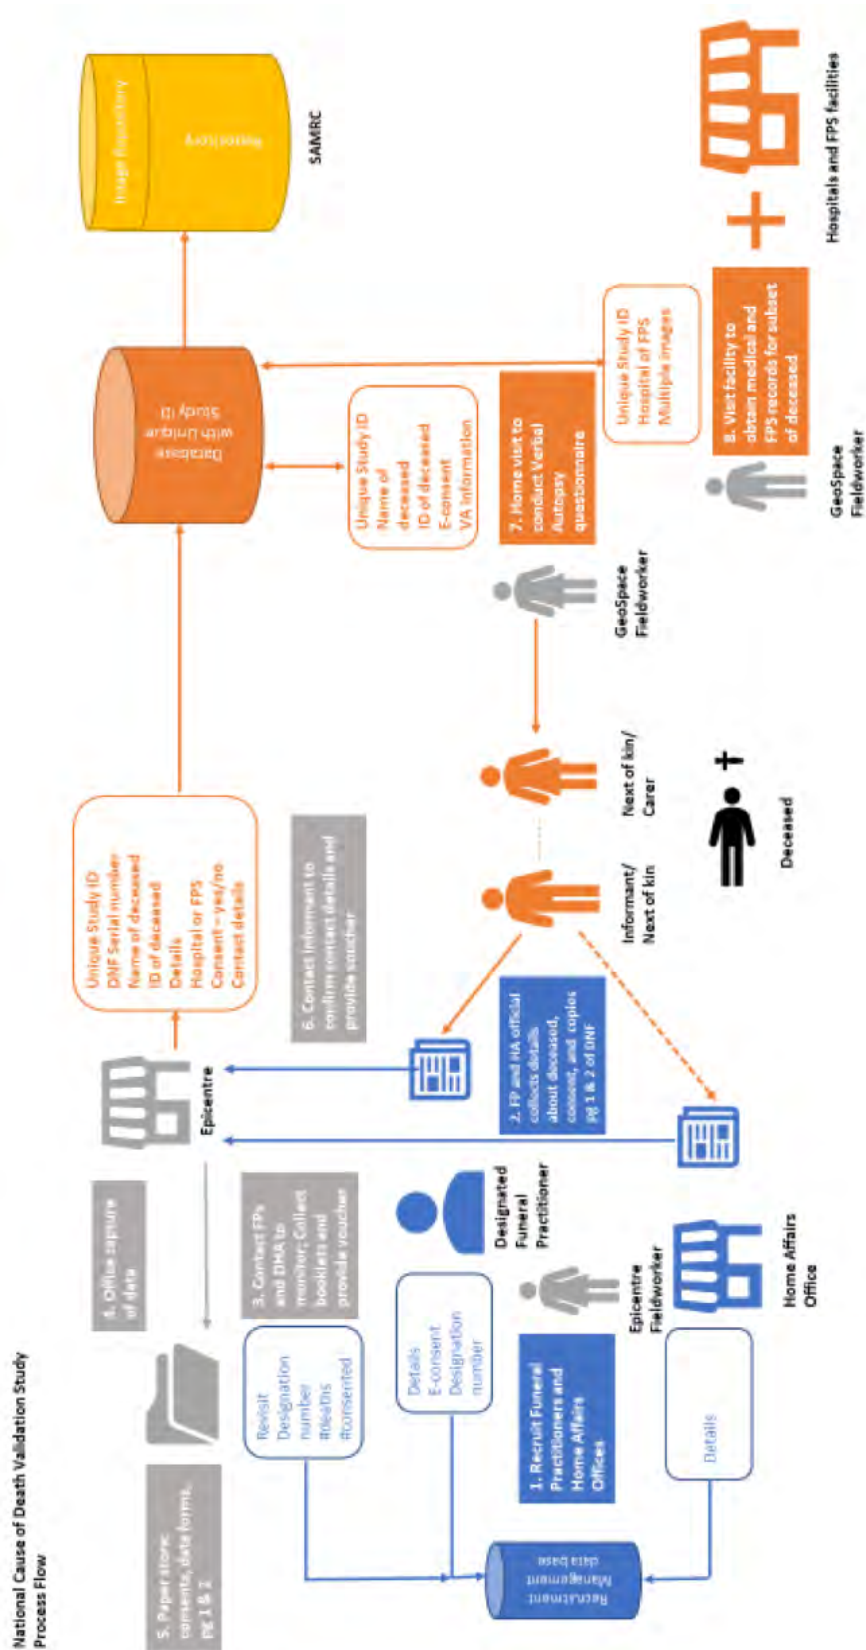 National Cause of Death Validation Study
Process Flow
5. Paper store:
consents, data forms,
pg 1 & 2
4. Office capture
of data
Epicentre
Unique Study ID
DNF Serial number
Name of deceased
ID of deceased
Details
Hospital or FPS
Consent – yes/no
Contact details
Database
with Unique
Study ID
Image Repository
Repository
SAMRC
Revisit
Designation
number
#deaths
#consented
3. Contact FPs
and DHA to
monitor; Collect
booklets and
provide voucher
6. Contact informant to
confirm contact details and
provide voucher
Unique Study ID
Name of
deceased
ID of deceased
E-consent
VA information
Details
E-consent
Designation
number
Designated
Funeral
Practitioner
2. FP and HA official
collects details
about deceased,
consent, and copies
pg 1 & 2 of DNF
Informant/
Next of kin
Next of kin/
Carer
GeoSpace
Fieldworker
7. Home visit to
conduct Verbal
Autopsy
questionnaire
Unique Study ID
Hospital of FPS
Multiple images
Recruitment
Management
data base
1. Recruit Funeral
Practitioners and
Home Affairs
Offices
Epicentre
Fieldworker
Details
Home Affairs
Office
Deceased
GeoSpace
Fieldworker
8. Visit facility to
obtain medical and
FPS records for subset
of deceased
Hospitals and FPS facilities